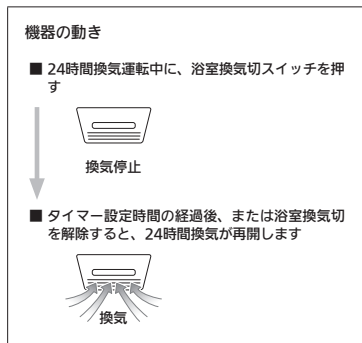 機器の動き
■ 24時間換気運転中に、浴室換気切スイッチを押
す
換気停止
■ タイマー設定時間の経過後、または浴室換気切
を解除すると、24時間換気が再開します
換気